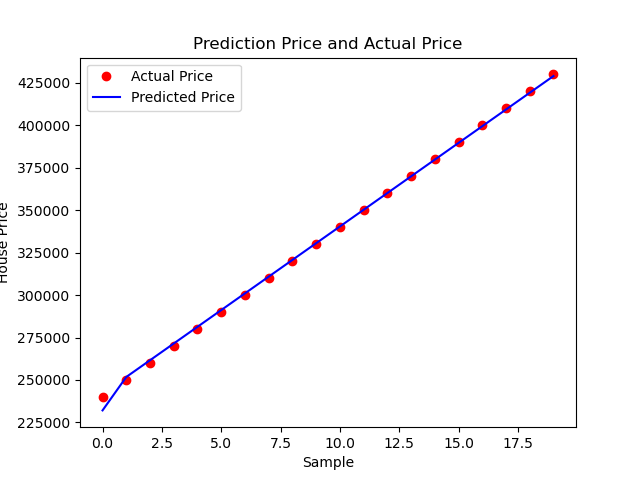 Prediction Price and Actual Price
Actual Price
Predicted Price
425000
400000
375000
350000
325000
300000
275000
250000
225000
House Price
0.0 2.5 5.0 7.5 10.0 12.5 15.0 17.5
Sample